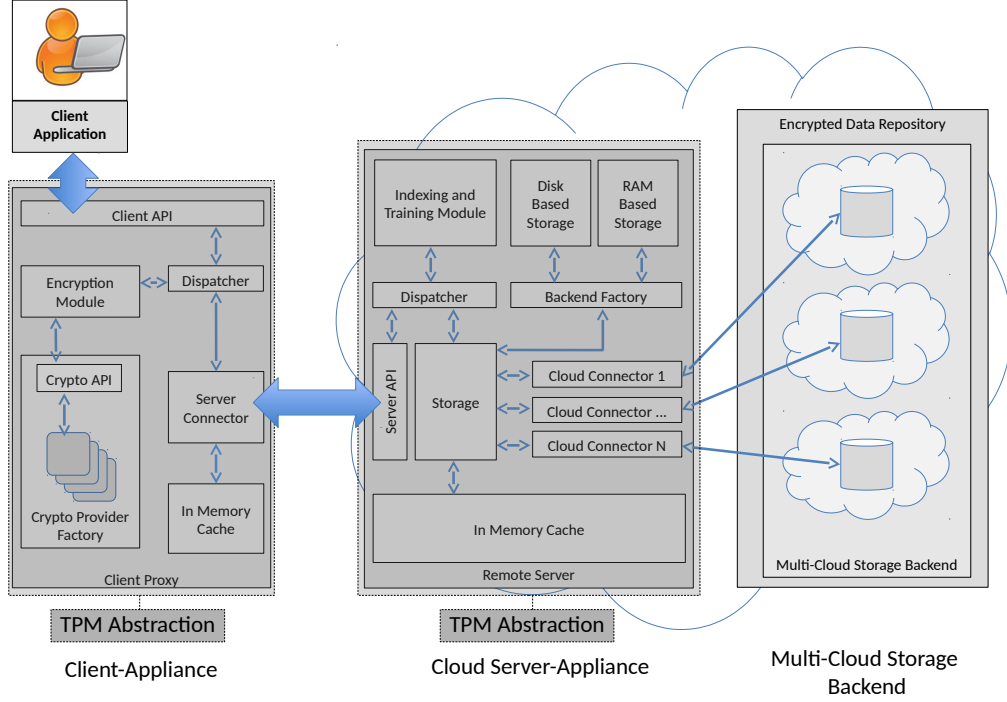 Client
Application
Client API
Encryption
Module
Dispatcher
Crypto API
Crypto Provider
Factory
Server
Connector
In Memory
Cache
Client Proxy
TPM Abstraction
Client-Appliance
Indexing and
Training Module
Disk
Based
Storage
RAM
Based
Storage
Dispatcher
Backend Factory
Server API
Storage
Cloud Connector 1
Cloud Connector ...
Cloud Connector N
In Memory Cache
Remote Server
TPM Abstraction
Cloud Server-Appliance
Encrypted Data Repository
Multi-Cloud Storage Backend
Multi-Cloud Storage
Backend